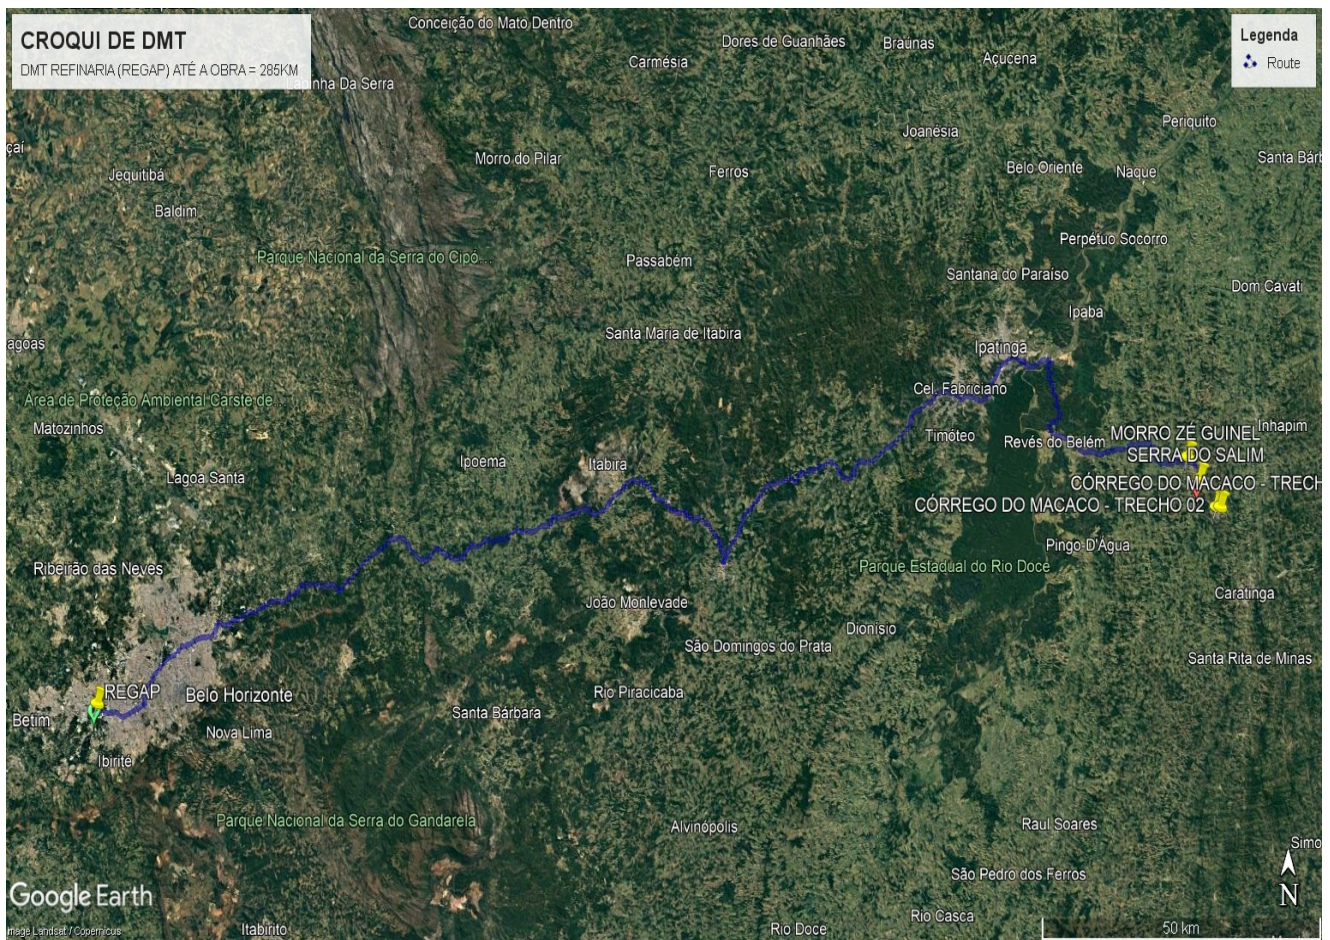 CROQUI DE DMT
DMT REFINARIA (REGAP) ATÉ A OBRA = 285KM
Legenda
Route
Conceição do Mato Dentro
Dores de Guanhães
Braúnas
Açucena
Carmésia
Lapinha Da Serra
Periquito
Joanésia
çaí
Morro do Pilar
Santa Bárb
Jequitibá
Ferros
Belo Oriente
Naque
Baldim
Perpétuo Socorro
Parque Nacional da Serra do Cipó...
Passabém
Santana do Paraíso
Dom Cavati
Ipaba
Santa Maria de Itabira
agoas
Ipatinga
Cel. Fabriciano
Área de Proteção Ambiental Carste de
Matozinhos
Timóteo
Revés do Belém
MORRO ZÉ GUINEL
Inhapim
SERRA DO SALIM
Ipoema
Itabira
Lagoa Santa
CÓRREGO DO MACACO - TRECH
CÓRREGO DO MACACO - TRECHO 02
Pingo D'Água
Ribeirão das Neves
Parque Estadual do Rio Doce
Caratinga
João Monlevade
Dionísio
São Domingos do Prata
Santa Rita de Minas
REGAP
Belo Horizonte
Rio Piracicaba
Betim
Santa Bárbara
Nova Lima
Ibirité
Parque Nacional da Serra do Gandarela
Alvinópolis
Raul Soares
Simo
São Pedro dos Ferros
N
Google Earth
Rio Casca
Image Landsat / Copernicus
Itabirito
Rio Doce
50 km